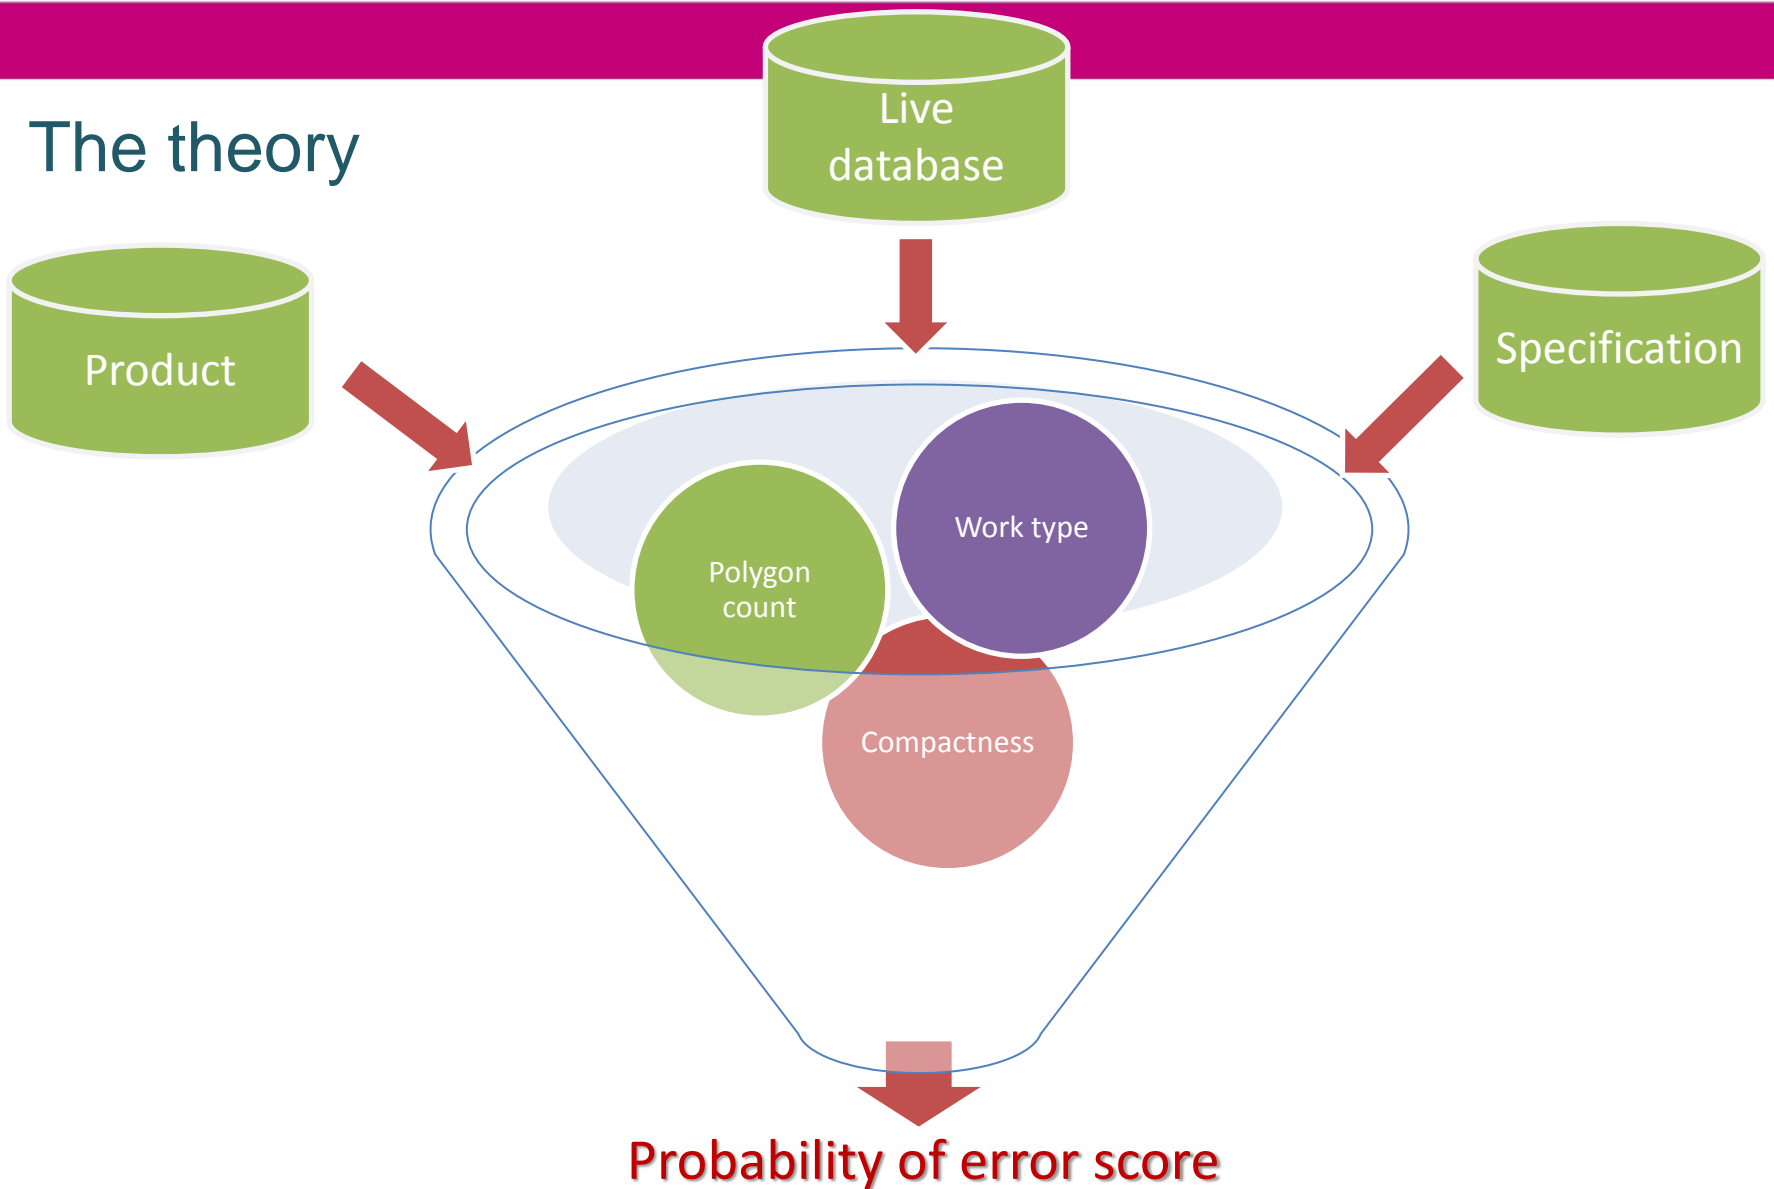 The theory
Live
database
Product
Specification
Work type
Polygon
count
Compactness
Probability of error score